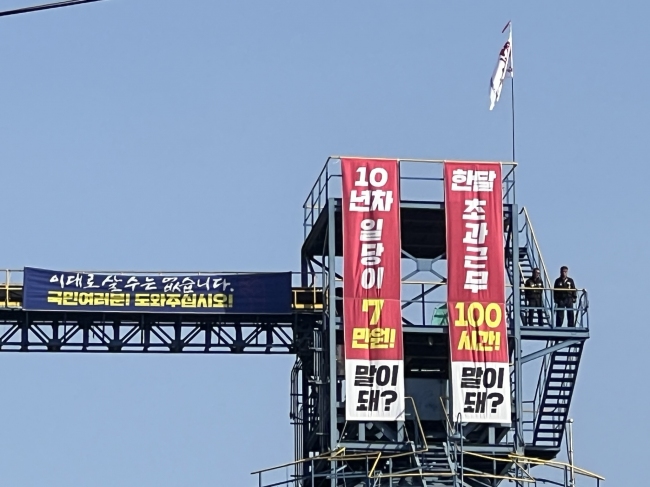 이대로 살 수는 없습니다.
국민여러분! 도와주십시오!
10
년차
일당이
7
만원!
말이
돼?
한달
초과근무
100
시간!
말이
돼?